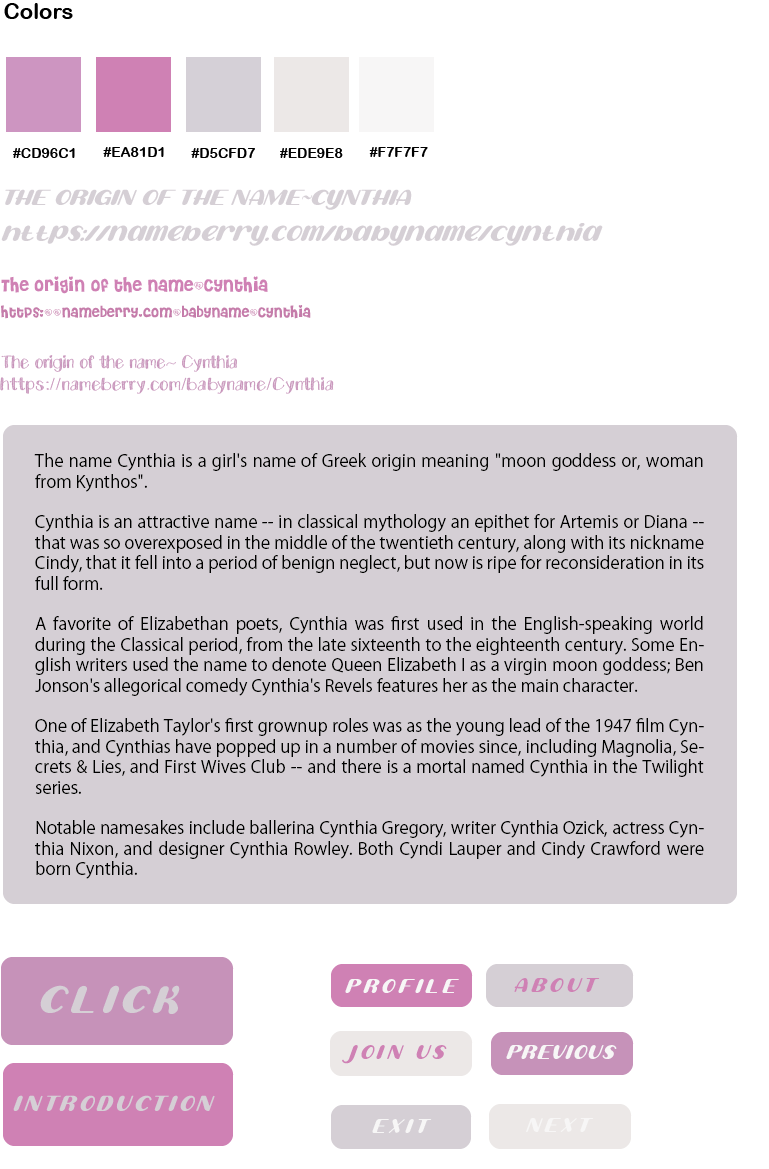 Colors
#CD96C1 #EA81D1 #D5CFD7 #EDE9E8 #F7F7F7
THE ORIGIN OF THE NAME~CYNTHIA
https://nameberry.com/babyname/cynthia
The origin of the name©Cynthia
https:©©nameberry.com©babyname©cynthia
The origin of the name~ Cynthia
https://nameberry.com/babyname/Cynthia
The name Cynthia is a girl's name of Greek origin meaning "moon goddess or, woman
from Kynthos".
Cynthia is an attractive name -- in classical mythology an epithet for Artemis or Diana --
that was so overexposed in the middle of the twentieth century, along with its nickname
Cindy, that it fell into a period of benign neglect, but now is ripe for reconsideration in its
full form.
A favorite of Elizabethan poets, Cynthia was first used in the English-speaking world
during the Classical period, from the late sixteenth to the eighteenth century. Some En-
glish writers used the name to denote Queen Elizabeth I as a virgin moon goddess; Ben
Jonson's allegorical comedy Cynthia's Revels features her as the main character.
One of Elizabeth Taylor's first grownup roles was as the young lead of the 1947 film Cyn-
thia, and Cynthias have popped up in a number of movies since, including Magnolia, Se-
crets & Lies, and First Wives Club -- and there is a mortal named Cynthia in the Twilight
series.
Notable namesakes include ballerina Cynthia Gregory, writer Cynthia Ozick, actress Cyn-
thia Nixon, and designer Cynthia Rowley. Both Cyndi Lauper and Cindy Crawford were
born Cynthia.
CLICK
INTRODUCTION
PROFILE
ABOUT
JOIN US
PREVIOUS
EXIT
NEXT